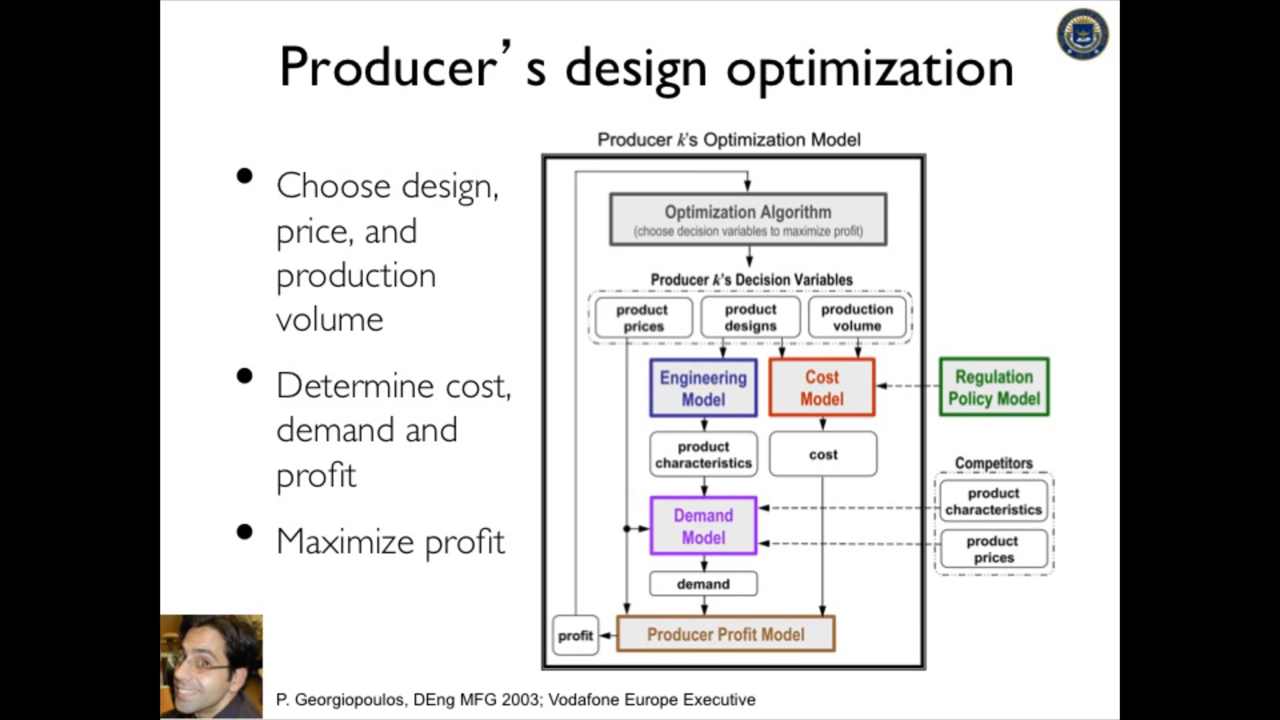 Producer’s design optimization
• Choose design,
price, and
production
volume
• Determine cost,
demand and
profit
• Maximize profit
Producer k's Optimization Model
Optimization Algorithm
(choose decision variables to maximize profit)
Producer k's Decision Variables
product
prices
product
designs
production
volume
Engineering
Model
Cost
Model
Regulation
Policy Model
product
characteristics
cost
Competitors
product
characteristics
product
prices
Demand
Model
demand
profit
Producer Profit Model
P. Georgiopoulos, DEng MFG 2003; Vodafone Europe Executive